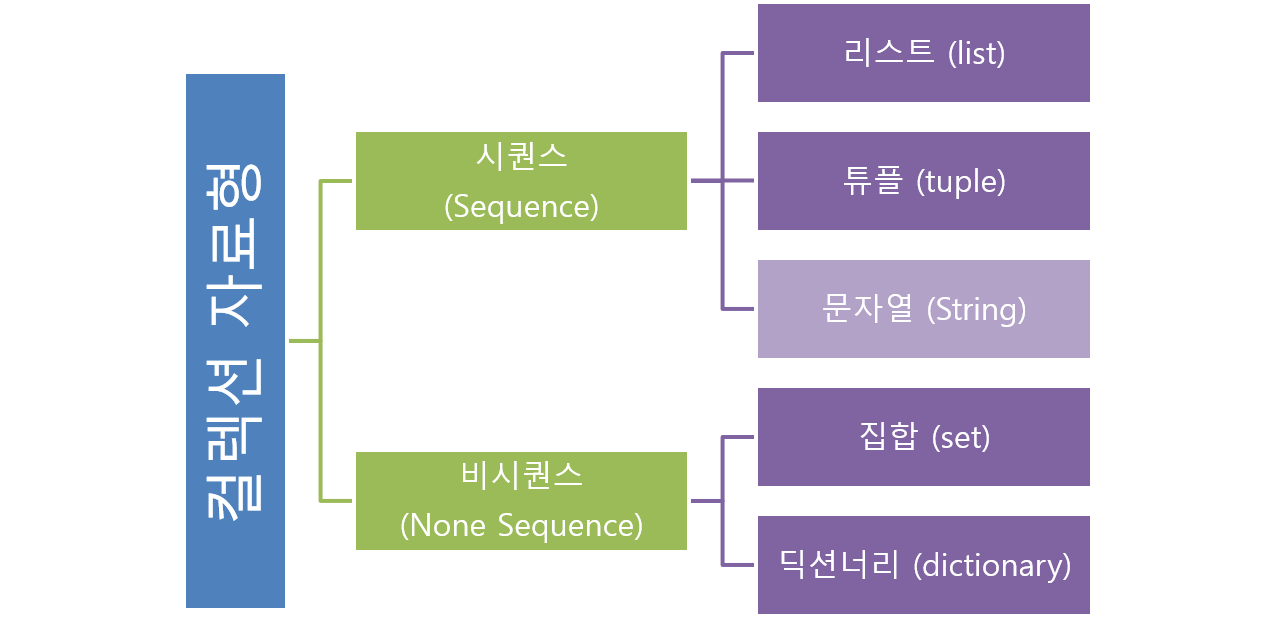 컬렉션 자료형
시퀀스
(Sequence)
리스트 (list)
튜플 (tuple)
문자열 (String)
비시퀀스
(None Sequence)
집합 (set)
딕션너리 (dictionary)